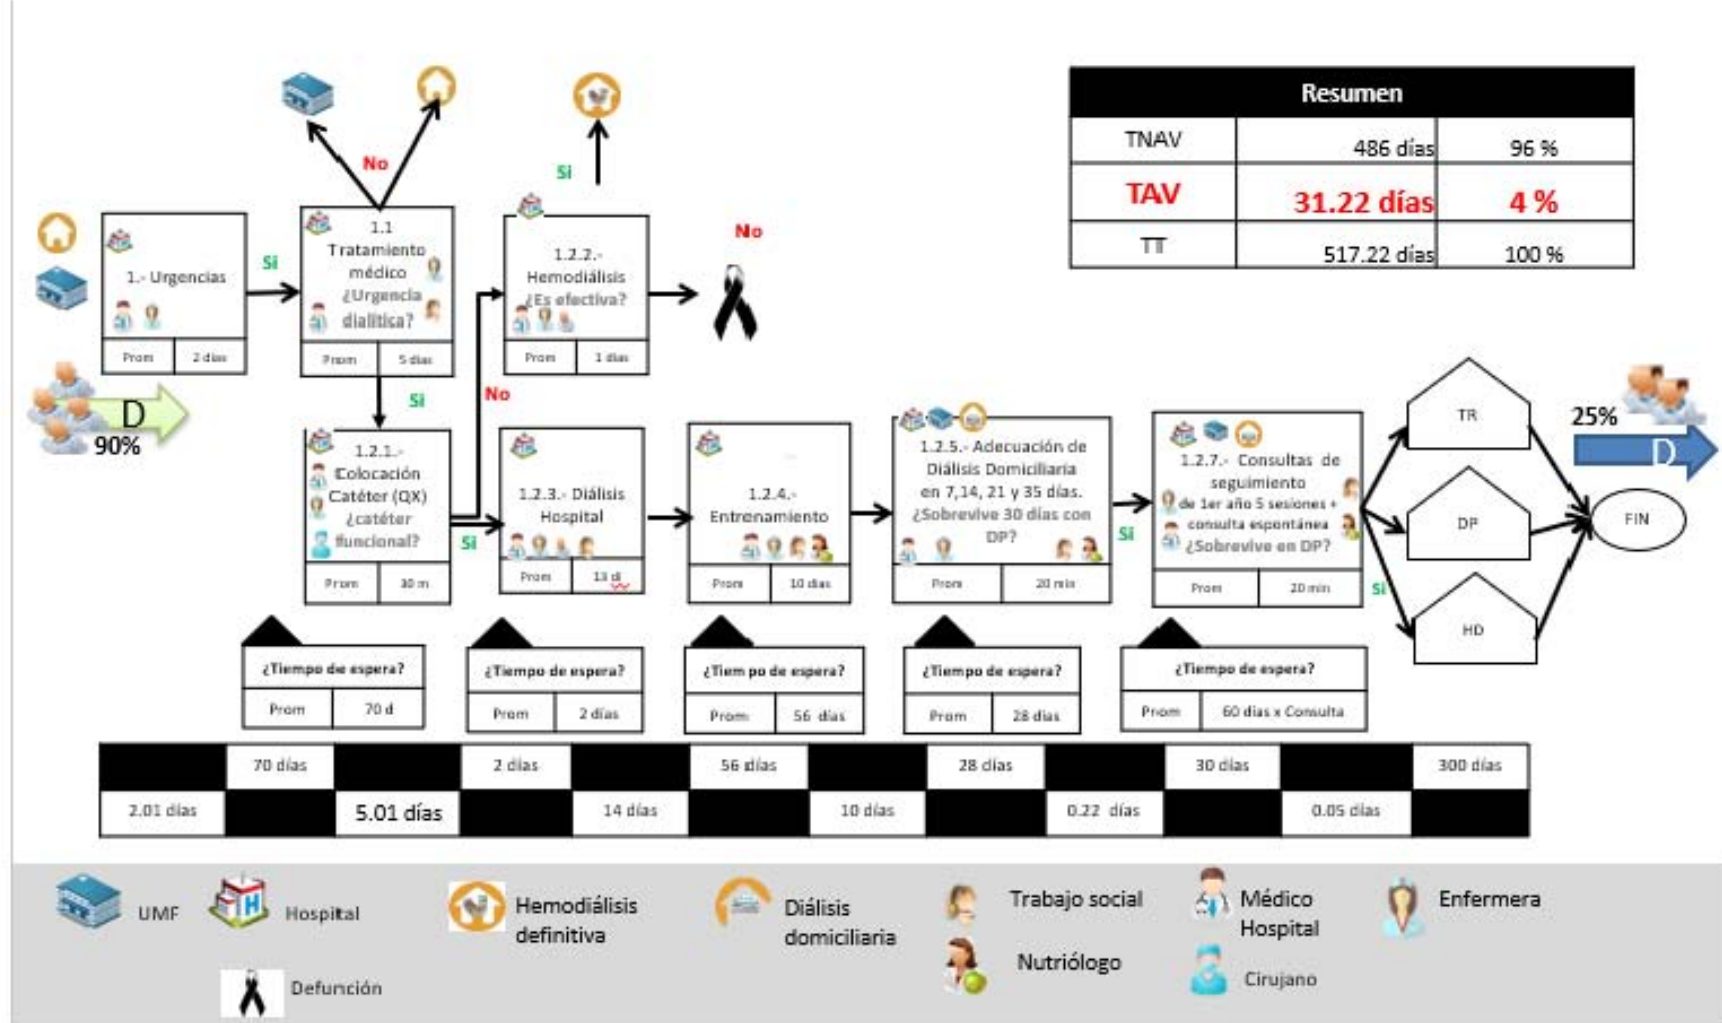 Resumen
TNAV 486 días 96 %
TAV 31.22 días 4 %
TT 517.22 días 100 %
No
Si
No
1.- Urgencias
Prom 2 días
Si
1.1
Tratamiento
médico
¿Urgencia
dialítica?
Prom 5 días
1.2.2.-
Hemodiálisis
¿Es efectiva?
Prom 1 días
D
90%
Si
No
1.2.1.-
Colocación
Catéter (QX)
¿catéter
funcional?
Prom 30 m
Si
1.2.3.- Diálisis
Hospital
Prom 13 di
1.2.4.-
Entrenamiento
Prom 10 días
1.2.5.- Adecuación de
Diálisis Domiciliaria
en 7,14, 21 y 35 días.
¿Sobrevive 30 días con
DP?
Prom 20 min
Si
1.2.7.- Consultas de
seguimiento
de 1er año 5 sesiones +
consulta espontánea
¿Sobrevive en DP?
Prom 20 min
Si
TR
DP
HD
25%
D
FIN
¿Tiempo de espera?
Prom 70 d
¿Tiempo de espera?
Prom 2 días
¿Tiem po de espera?
Prom 56 días
¿Tiempo de espera?
Prom 28 días
¿Tiempo de espera?
Prom 60 días x Consulta
70 días 2 días 56 días 28 días 30 días 300 días
2.01 días 5.01 días 14 días 10 días 0.22 días 0.05 días
UMF
Hospital
Hemodiálisis
definitiva
Diálisis
domiciliaria
Trabajo social
Médico
Hospital
Enfermera
Nutriólogo
Cirujano
Defunción